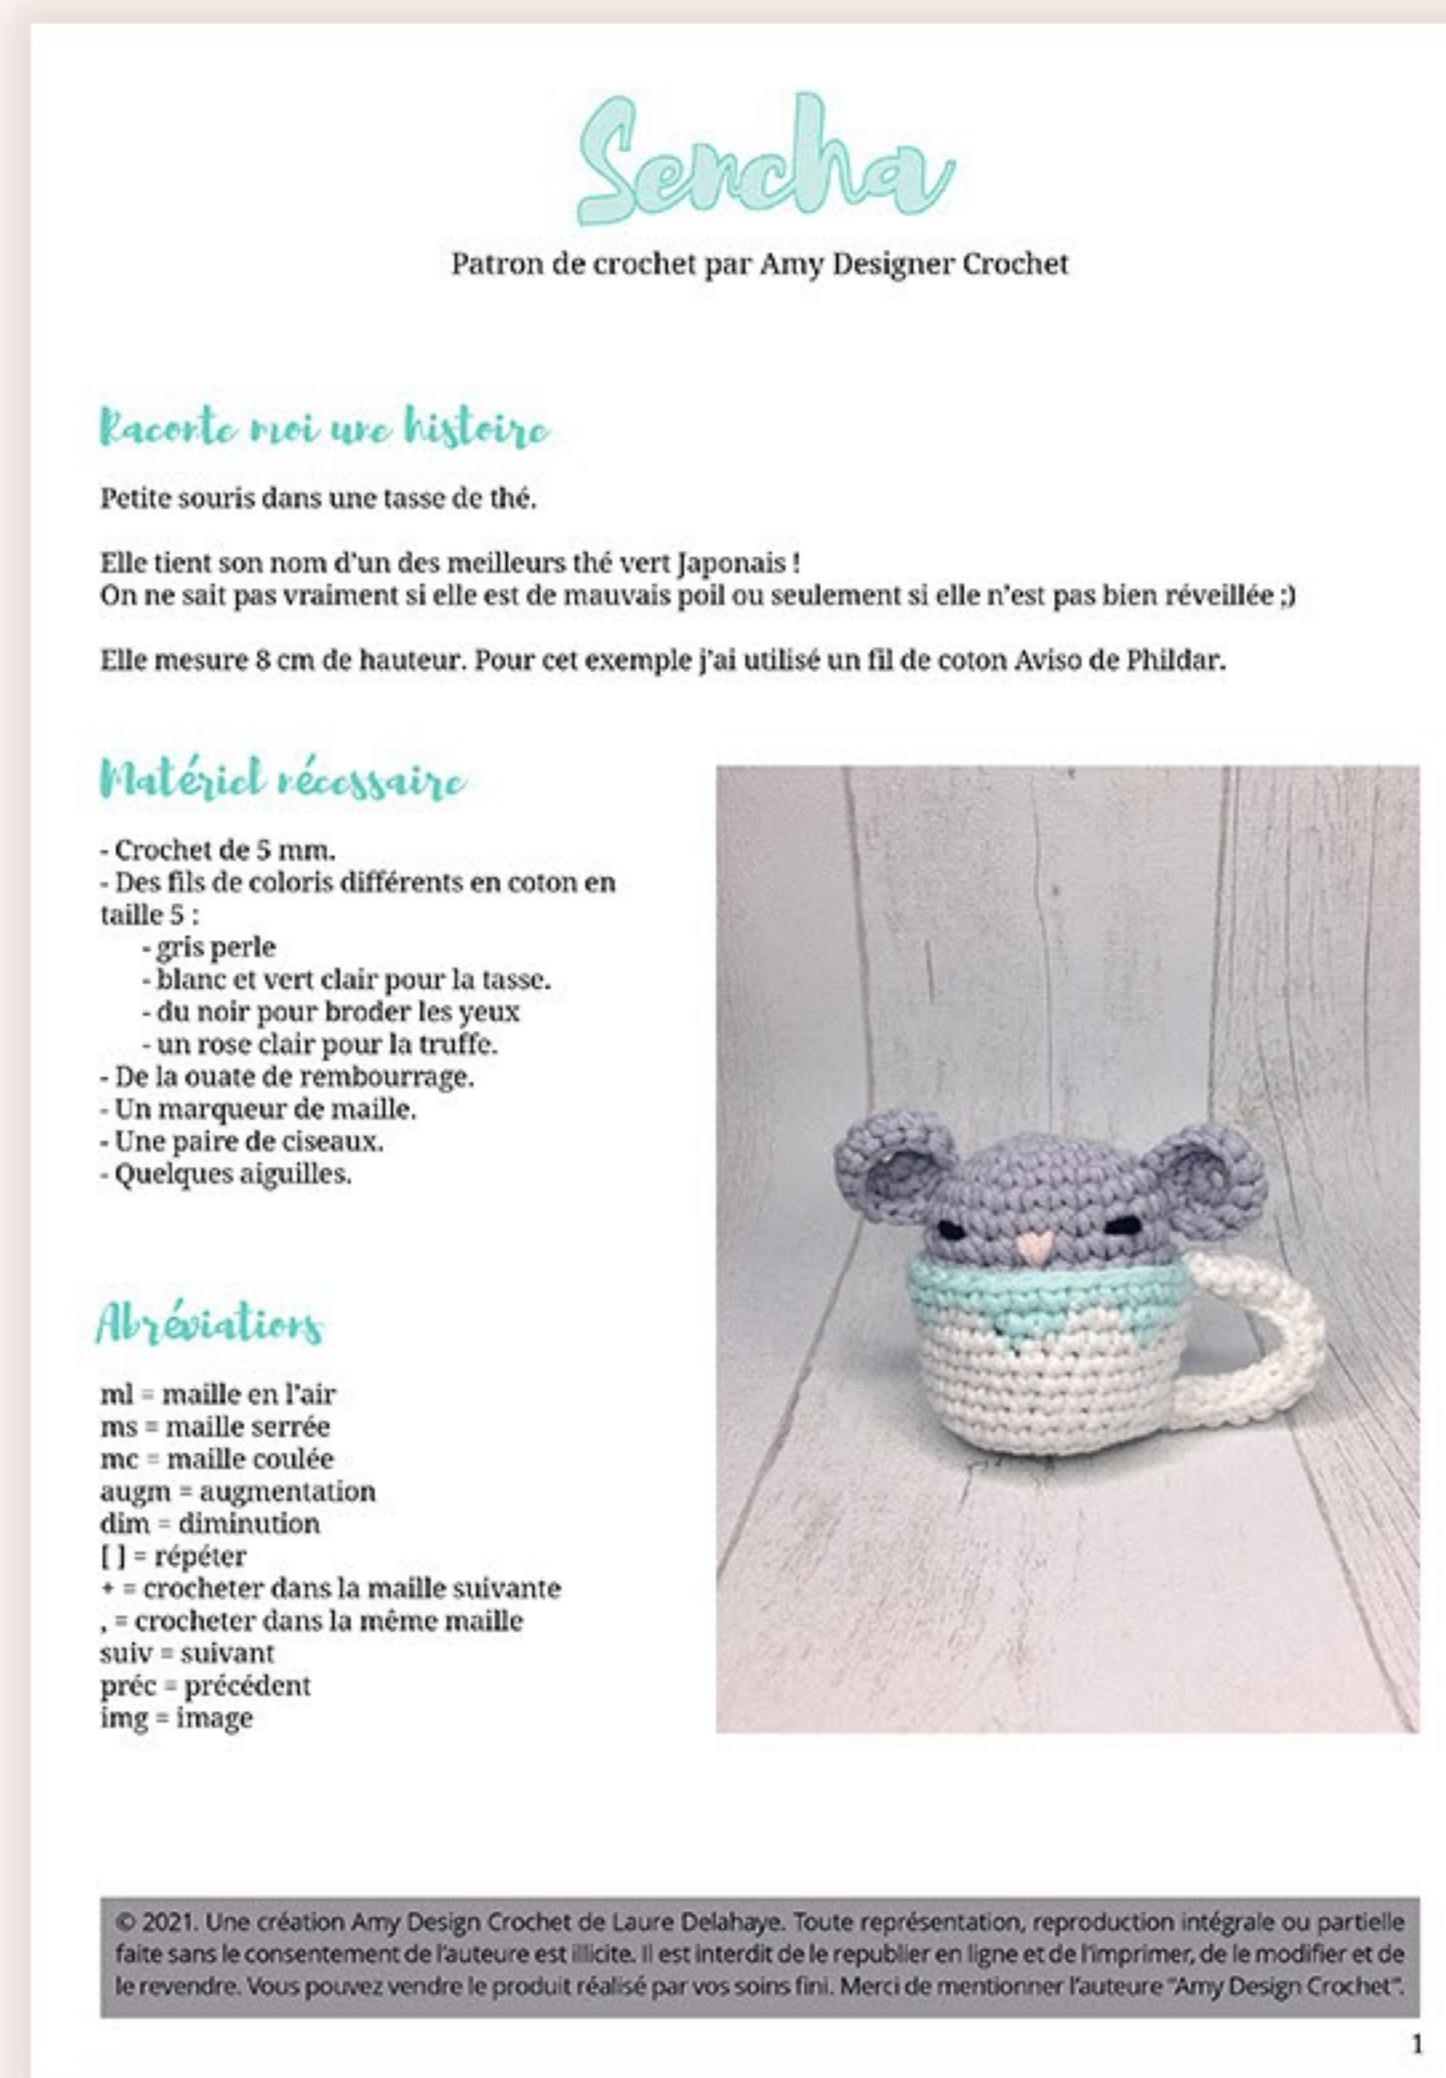 Sencha
Patron de crochet par Amy Designer Crochet
Raconte moi une histoire
Petite souris dans une tasse de thé.
Elle tient son nom d'un des meilleurs thé vert Japonais !
On ne sait pas vraiment si elle est de mauvais poil ou seulement si elle n'est pas bien réveillée ;)
Elle mesure 8 cm de hauteur. Pour cet exemple j'ai utilisé un fil de coton Aviso de Phildar.
Matériel nécessaire
- Crochet de 5 mm.
- Des fils de coloris différents en coton en
taille 5 :
- gris perle
- blanc et vert clair pour la tasse.
- du noir pour broder les yeux
- un rose clair pour la truffe.
- De la ouate de rembourrage.
- Un marqueur de maille.
- Une paire de ciseaux.
- Quelques aiguilles.
Abréviations
ml = maille en l'air
ms = maille serrée
mc = maille coulée
augm = augmentation
dim = diminution
[ ] = répéter
+ = crocheter dans la maille suivante
, = crocheter dans la même maille
suiv = suivant
préc = précédent
img = image
© 2021. Une création Amy Design Crochet de Laure Delahaye. Toute représentation, reproduction intégrale ou partielle
faite sans le consentement de l'auteure est illicite. Il est interdit de le republier en ligne et de l'imprimer, de le modifier et de
le revendre. Vous pouvez vendre le produit réalisé par vos soins fini. Merci de mentionner l'auteure "Amy Design Crochet".
1